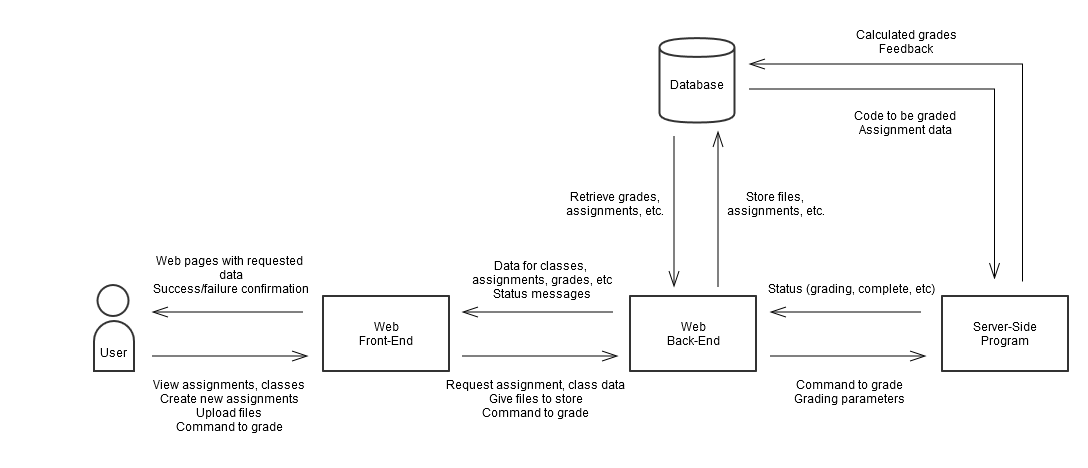 Calculated grades
Feedback
Database
Code to be graded
Assignment data
Retrieve grades,
assignments, etc.
Store files,
assignments, etc.
Web pages with requested
data
Success/failure confirmation
Data for classes,
assignments, grades, etc
Status messages
Status (grading, complete, etc)
User
Web
Front-End
Web
Back-End
Server-Side
Program
View assignments, classes
Create new assignments
Upload files
Command to grade
Request assignment, class data
Give files to store
Command to grade
Command to grade
Grading parameters